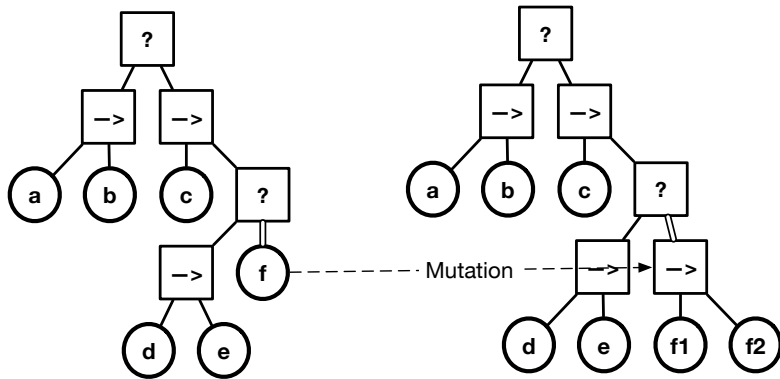 ? ?
—> —> —> —>
a b c ? a b c ?
—> f Mutation —> —>
d e d e f1 f2